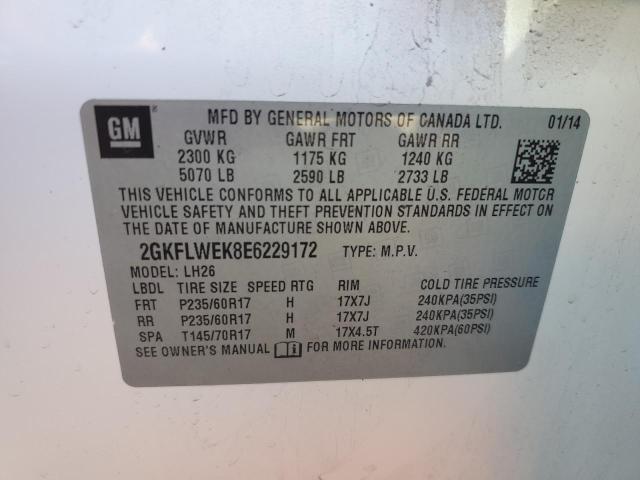 GM ® MFD BY GENERAL MOTORS OF CANADA LTD. 01/14
GVWR GAWR FRT GAWR RR
2300 KG 1175 KG 1240 KG
5070 LB 2590 LB 2733 LB
THIS VEHICLE CONFORMS TO ALL APPLICABLE U.S. FEDERAL MOTOR
VEHICLE SAFETY AND THEFT PREVENTION STANDARDS IN EFFECT ON
THE DATE OF MANUFACTURE SHOWN ABOVE.
2GKFLWEK8E6229172 TYPE: M.P.V.
MODEL: LH26
LBDL TIRE SIZE SPEED RTG RIM COLD TIRE PRESSURE
FRT P235/60R17 H 17X7J 240KPA(35PSI)
RR P235/60R17 H 17X7J 240KPA(35PSI)
SPA T145/70R17 M 17X4.5T 420KPA(60PSI)
SEE OWNER'S MANUAL FOR MORE INFORMATION.